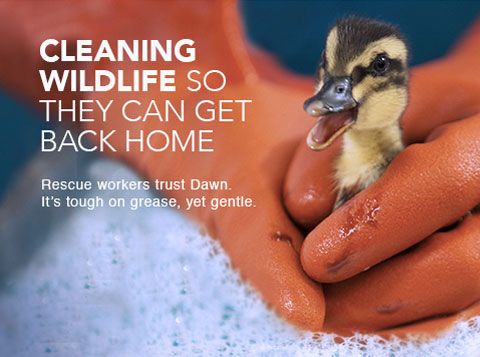 CLEANING
WILDLIFE SO
THEY CAN GET
BACK HOME
Rescue workers trust Dawn.
It's tough on grease, yet gentle.